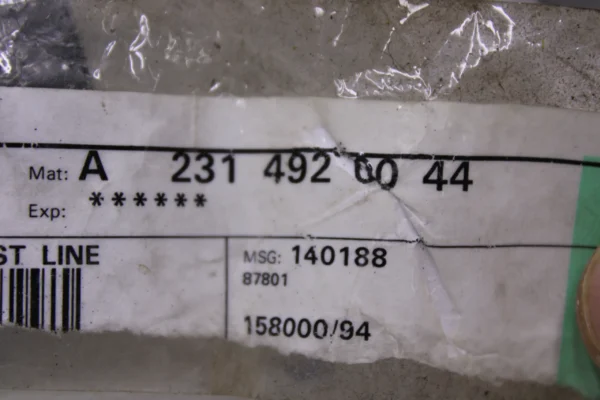 Mat: A 231 492 00 44
Exp: ******
ST LINE
MSG: 140188
87801
158000/94